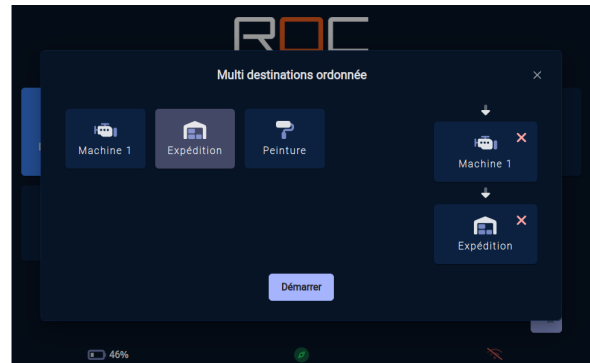 ROC
Multi destinations ordonnée
Machine 1
Expédition
Peinture
Machine 1
Expédition
Démarrer
46%